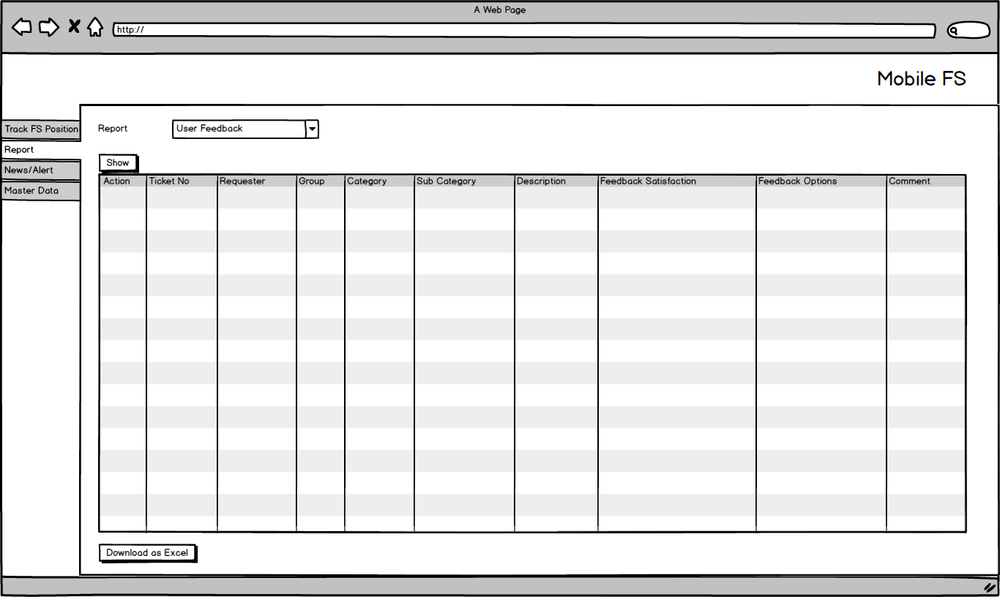 A Web Page
http://
Mobile FS
Track FS Position
Report
News/Alert
Master Data
Report
User Feedback
Show
Action Ticket No Requester Group Category Sub Category Description Feedback Satisfaction Feedback Options Comment
Download as Excel